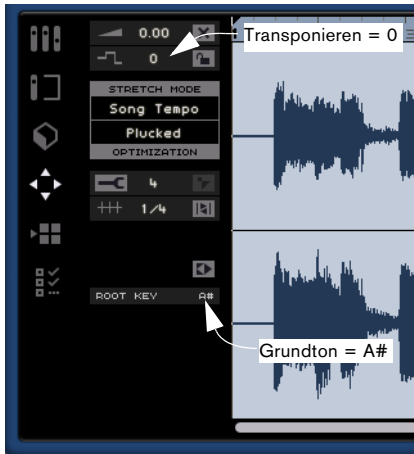 0.00
Transponieren = 0
0
STRETCH MODE
Song Tempo
Plucked
OPTIMIZATION
4
1/4
ROOT KEY A#
Grundton = A#